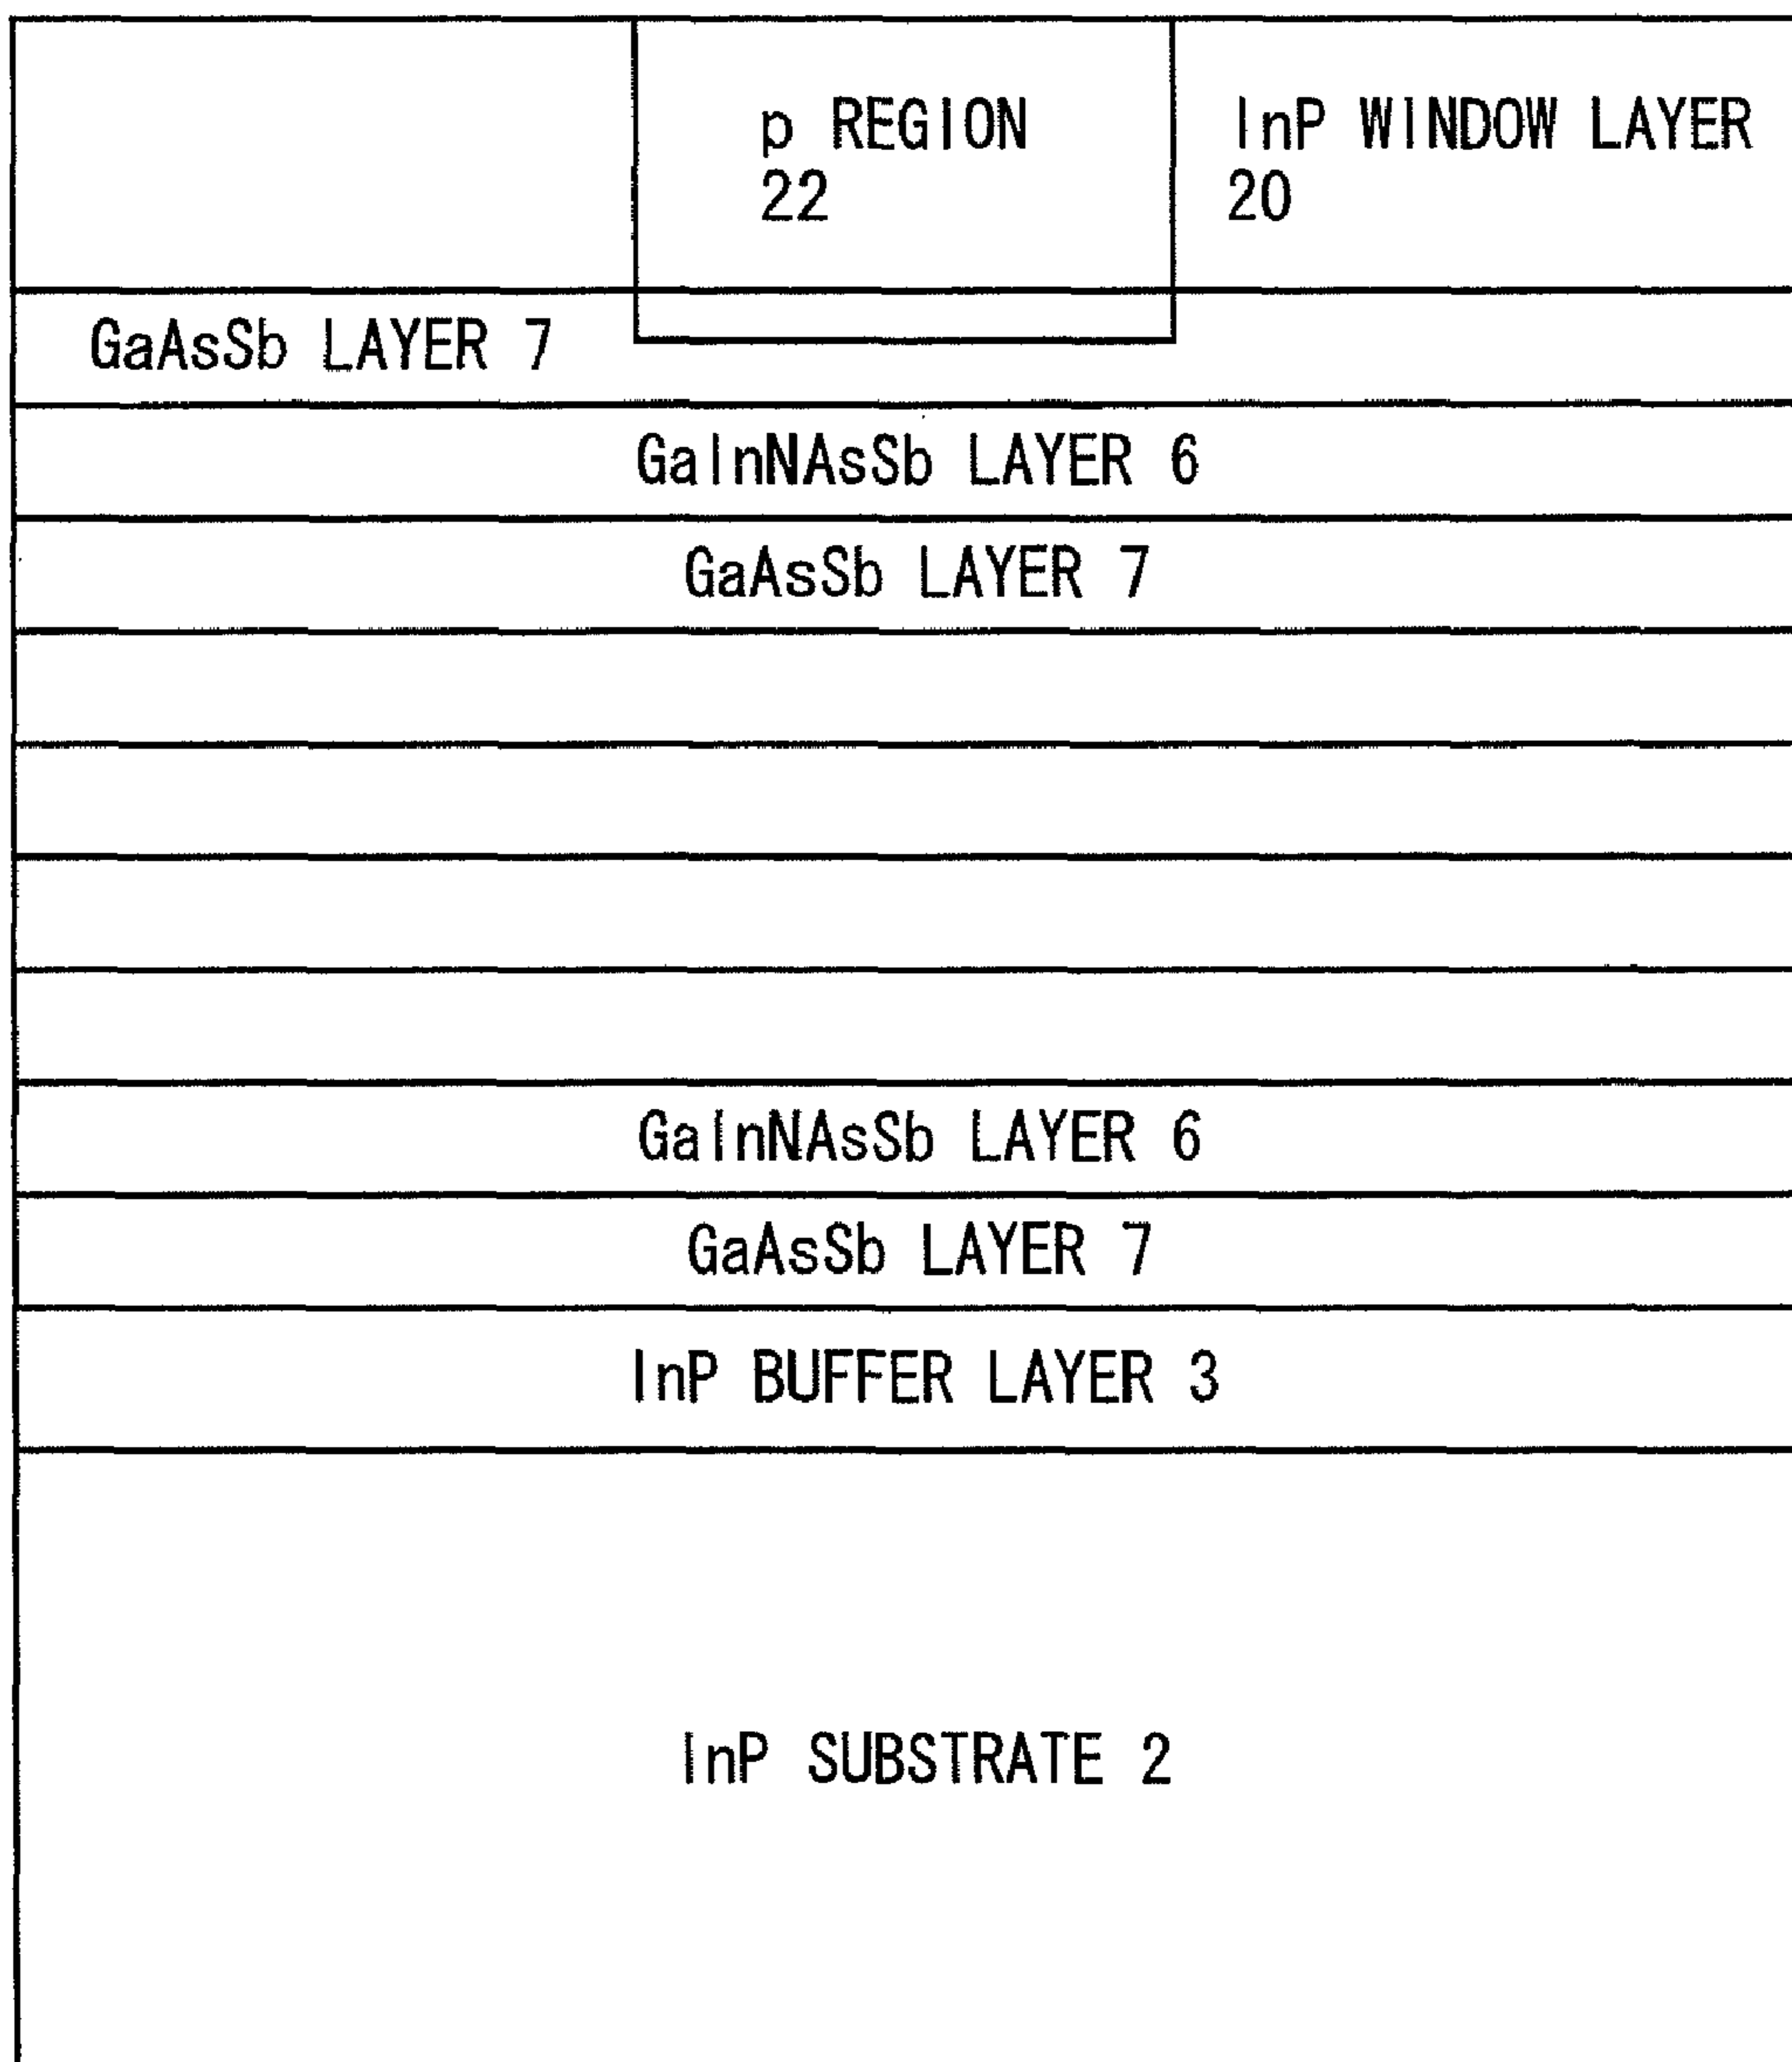 p REGION
22
InP WINDOW LAYER
20
GaAsSb LAYER 7
GaInNAsSb LAYER 6
GaAsSb LAYER 7
GaInNAsSb LAYER 6
GaAsSb LAYER 7
InP BUFFER LAYER 3
InP SUBSTRATE 2